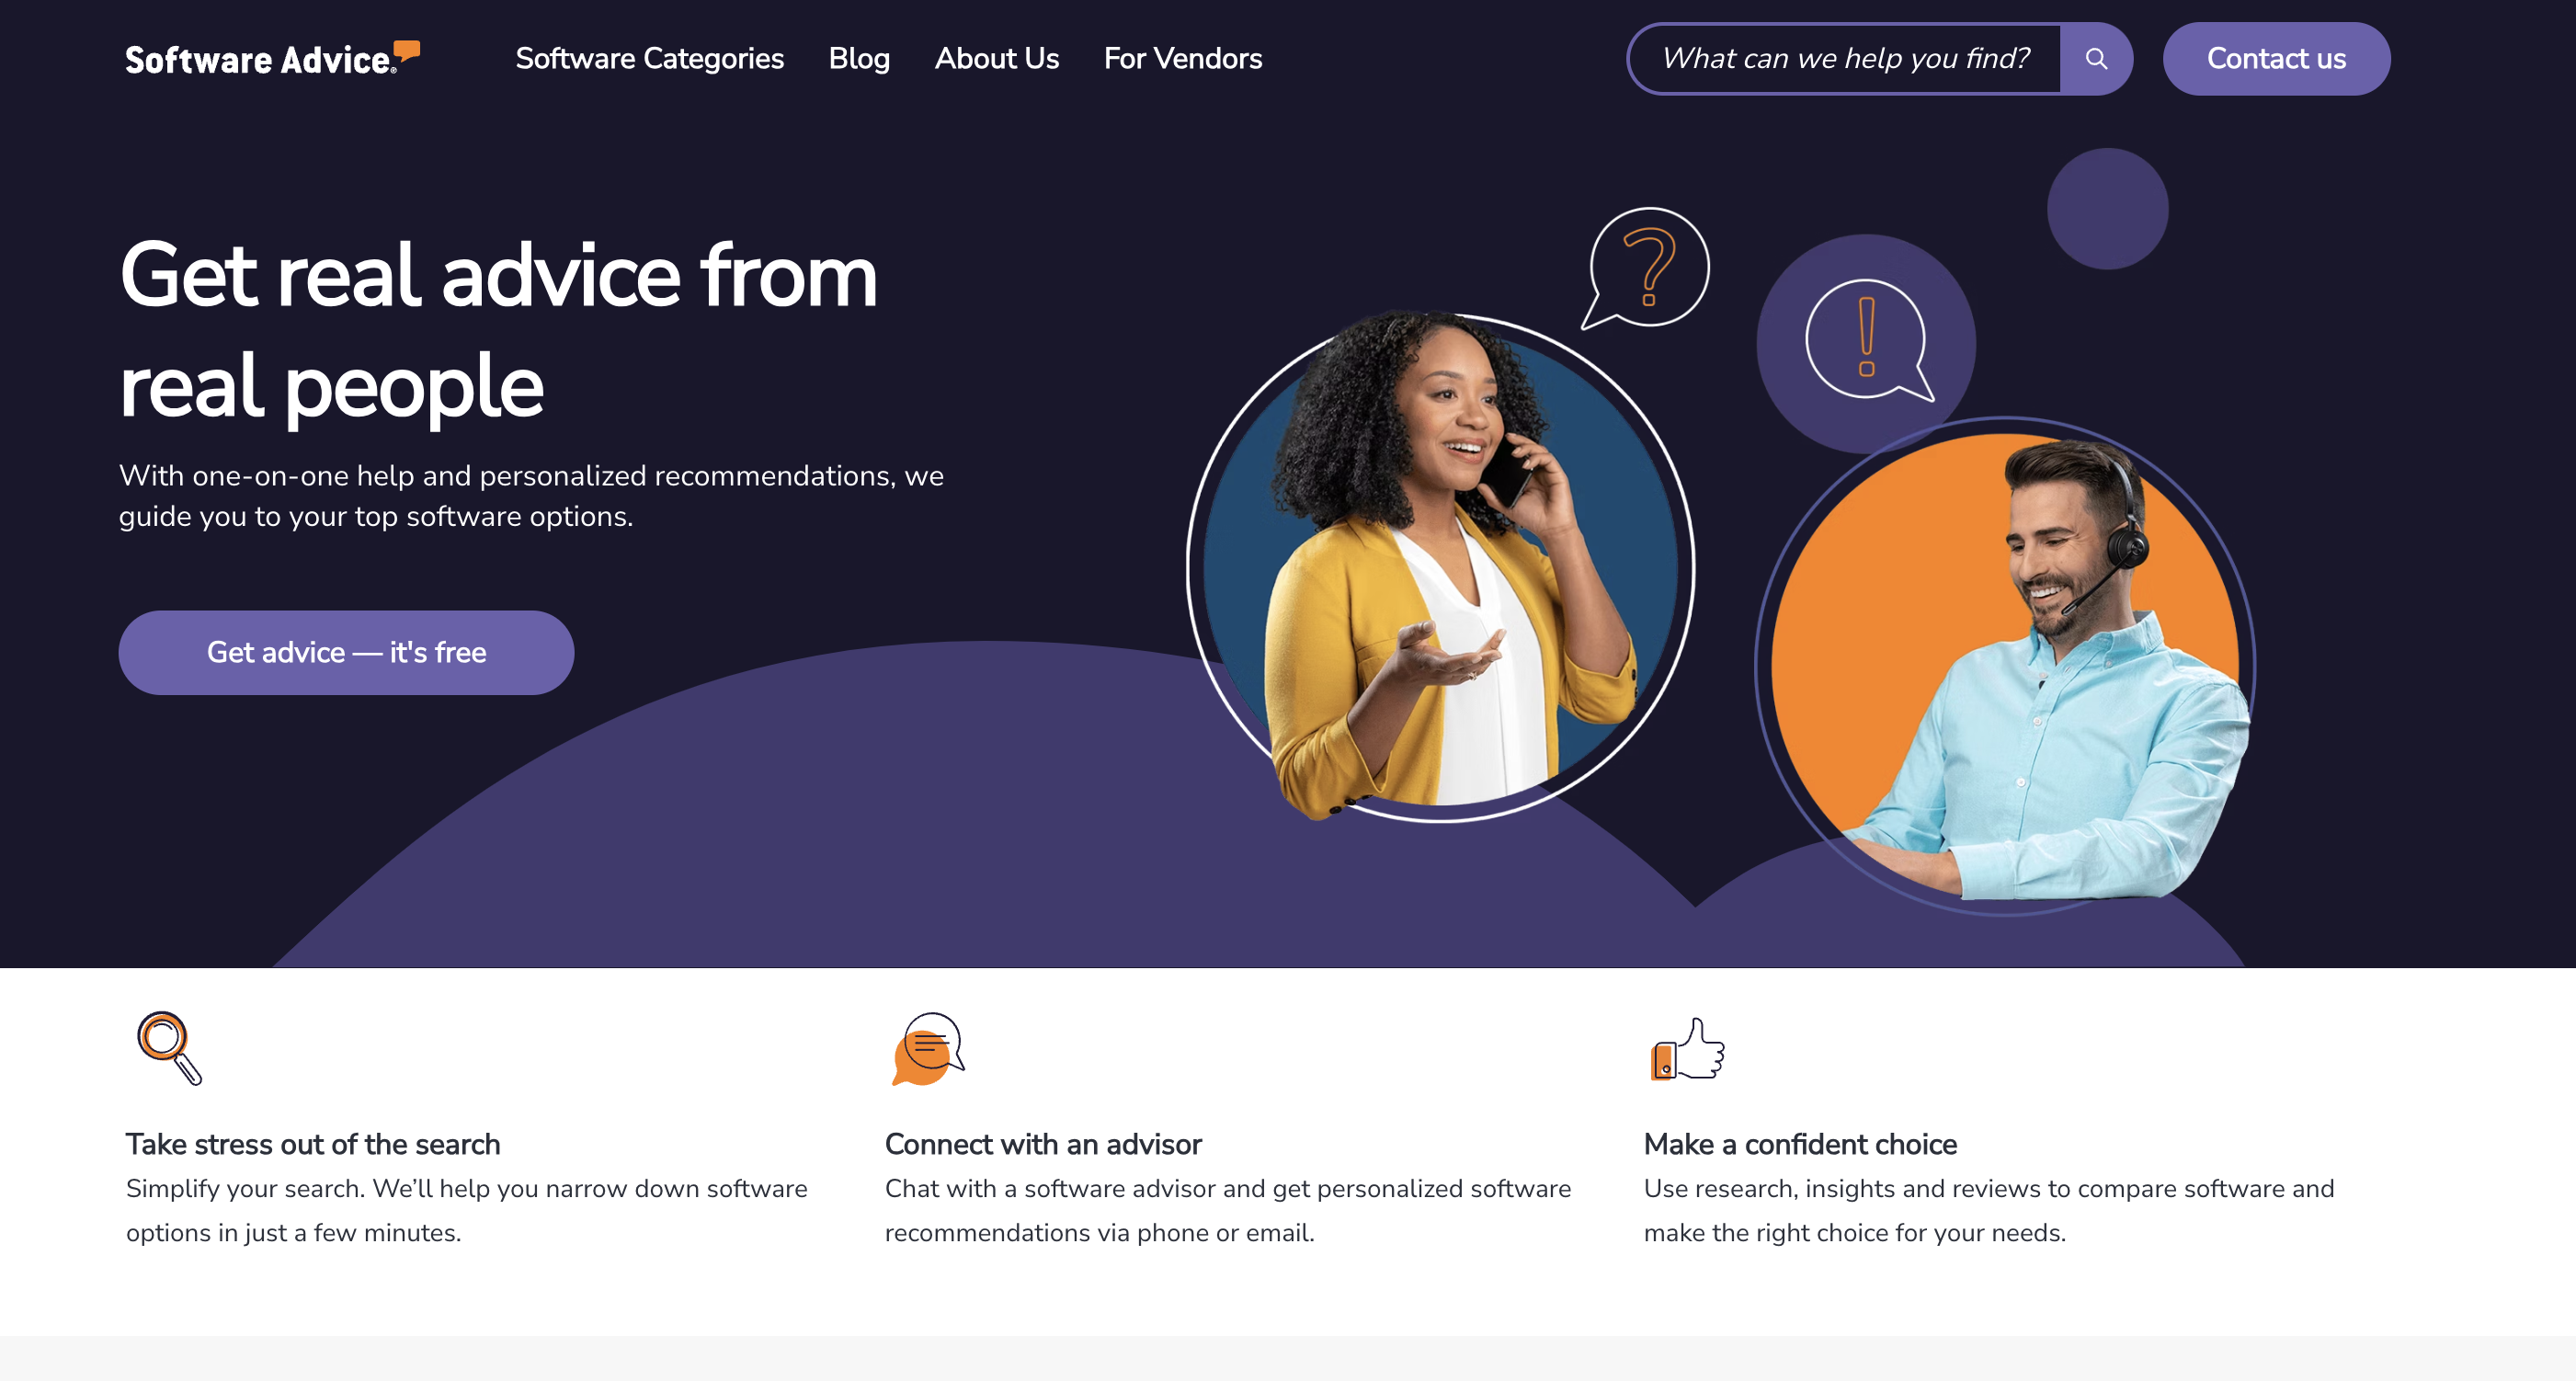 Software Advice®
Software Categories
Blog
About Us
For Vendors
What can we help you find?
Contact us
Get real advice from
real people
With one-on-one help and personalized recommendations, we
guide you to your top software options.
Get advice — it's free
?
!
Take stress out of the search
Simplify your search. We’ll help you narrow down software
options in just a few minutes.
Connect with an advisor
Chat with a software advisor and get personalized software
recommendations via phone or email.
Make a confident choice
Use research, insights and reviews to compare software and
make the right choice for your needs.